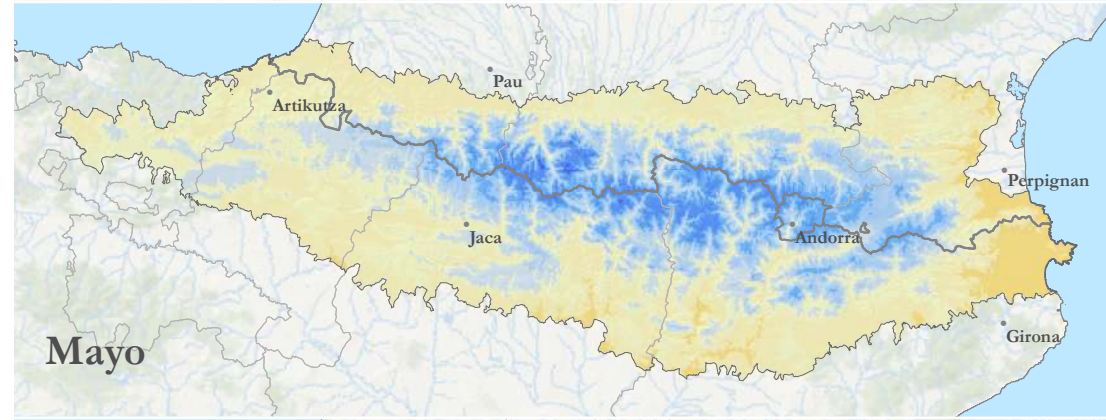 Pau
Artikutza
Perpignan
Jaca
Andorra
Girona
Mayo